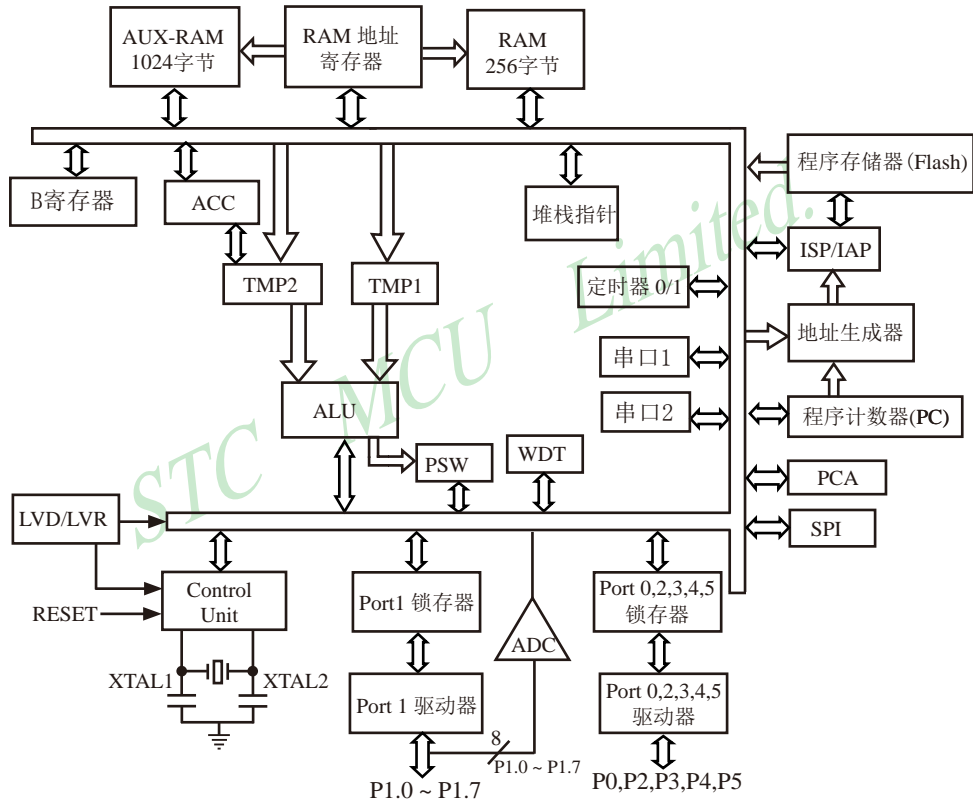 AUX-RAM
1024字节
RAM 地址
寄存器
RAM
256字节
B寄存器
ACC
堆栈指针
程序存储器(Flash)
ISP/IAP
TMP2
TMP1
定时器 0/1
地址生成器
串口1
串口2
ALU
程序计数器(PC)
PSW
WDT
PCA
SPI
LVD/LVR
Control
Unit
RESET
XTAL1
XTAL2
Port1 锁存器
ADC
Port 0,2,3,4,5
锁存器
Port 1 驱动器
Port 0,2,3,4,5
驱动器
8
P1.0 ~ P1.7
P1.0 ~ P1.7
P0,P2,P3,P4,P5
STC MCU Limited.